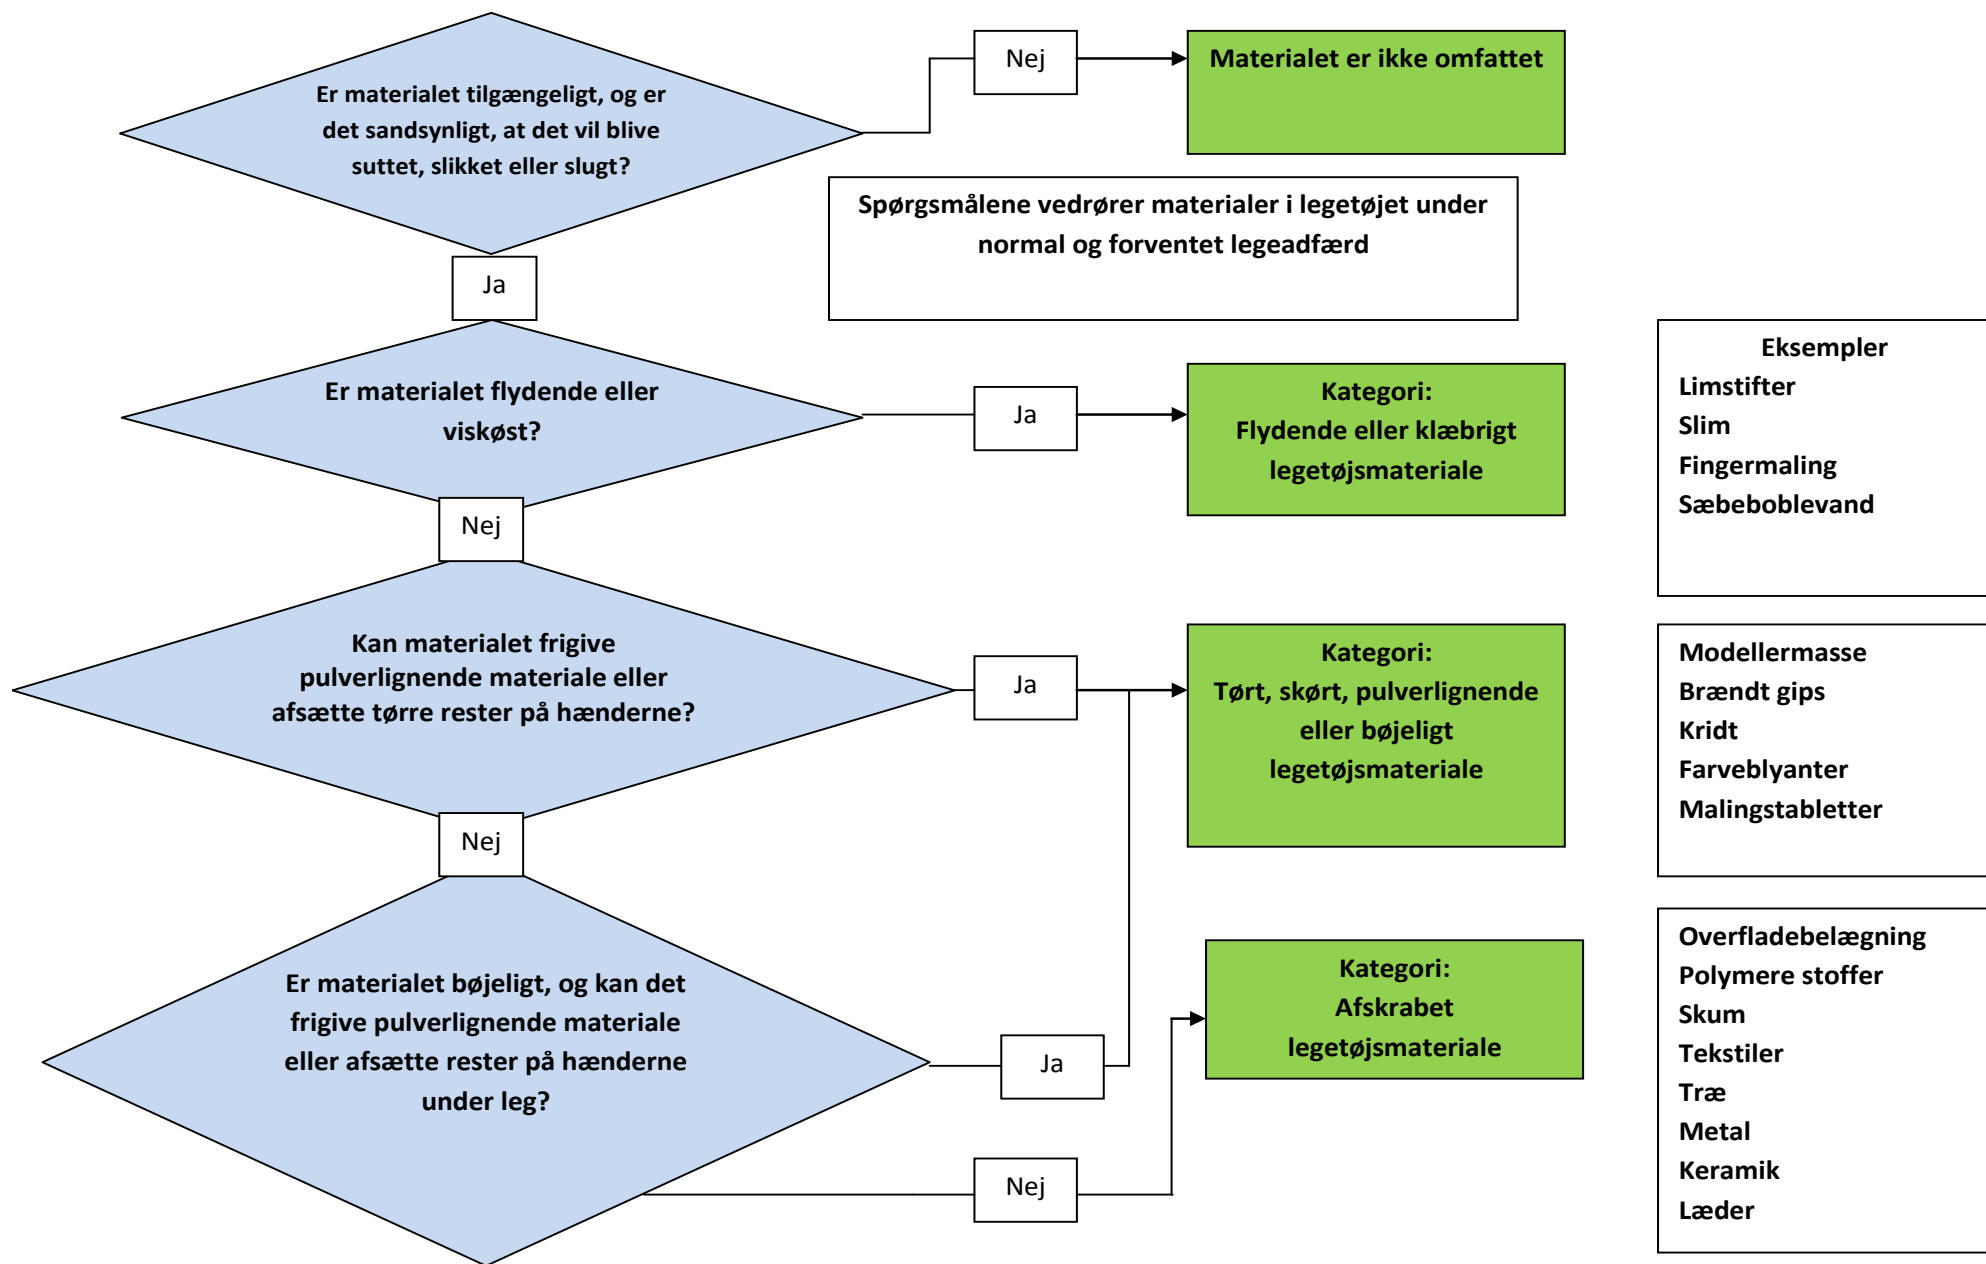 Er materialet tilgængeligt, og er
det sandsynligt, at det vil blive
suttet, slikket eller slugt?
Nej
Materialet er ikke omfattet
Spørgsmålene vedrører materialer i legetøjet under
normal og forventet legeadfærd
Ja
Er materialet flydende eller
viskøst?
Ja
Kategori:
Flydende eller klæbrigt
legetøjsmateriale
Eksempler
Limstifter
Slim
Fingermaling
Sæbeboblevand
Nej
Kan materialet frigive
pulverlignende materiale eller
afsætte tørre rester på hænderne?
Ja
Kategori:
Tørt, skørt, pulverlignende
eller bøjeligt
legetøjsmateriale
Modellermasse
Brændt gips
Kridt
Farveblyanter
Malingstabletter
Nej
Er materialet bøjeligt, og kan det
frigive pulverlignende materiale
eller afsætte rester på hænderne
under leg?
Ja
Nej
Kategori:
Afskrabet
legetøjsmateriale
Overfladebelægning
Polymere stoffer
Skum
Tekstiler
Træ
Metal
Keramik
Læder